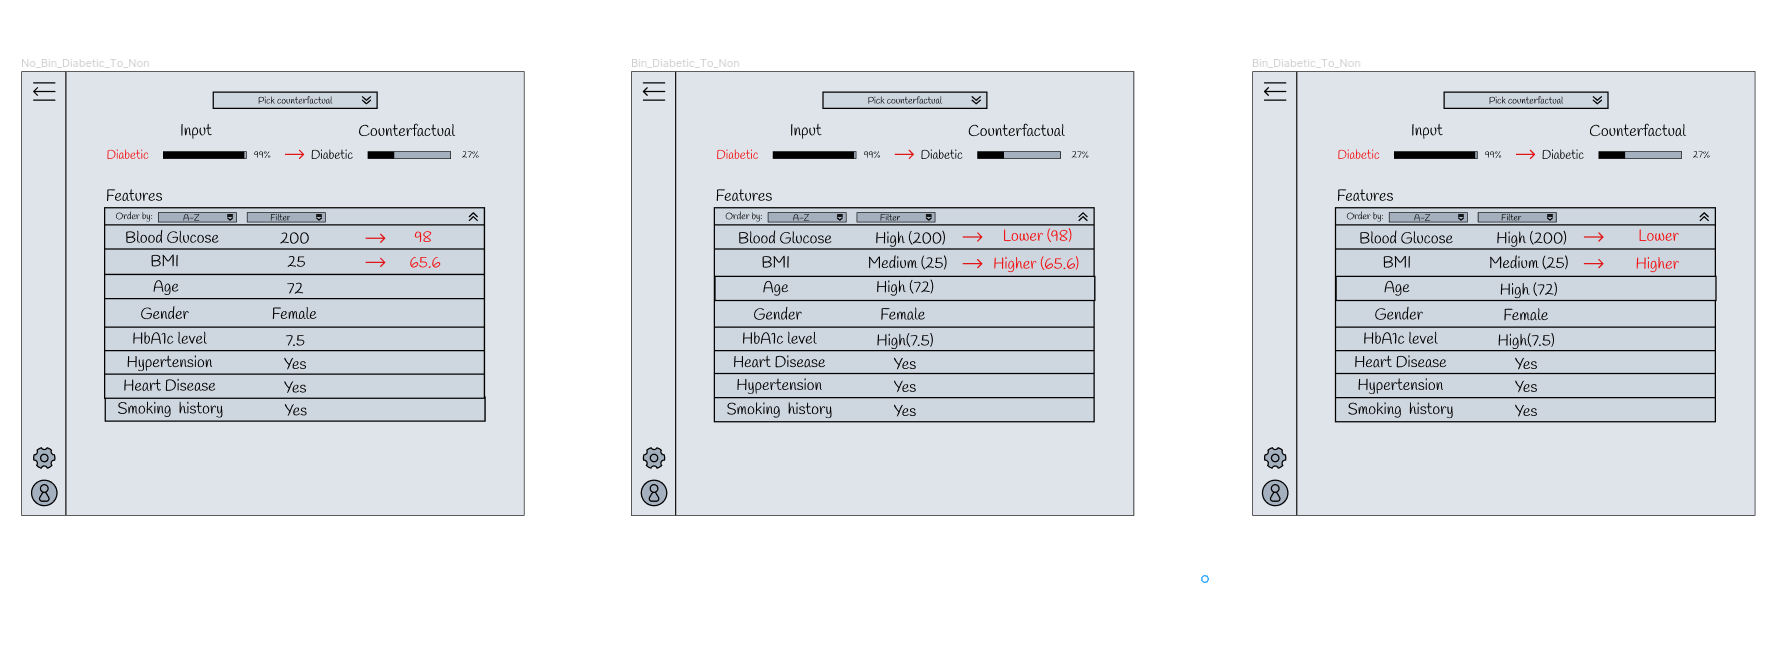 No_Bin_Diabetic_To_Non
Pick counterfactual
Input Counterfactual
Diabetic 99% → Diabetic 27%
Features
Order by: A-Z Filter
Blood Glucose 200 → 98
BMI 25 → 65.6
Age 72
Gender Female
HbA1c level 7.5
Hypertension Yes
Heart Disease Yes
Smoking history Yes
Bin_Diabetic_To_Non
Pick counterfactual
Input Counterfactual
Diabetic 99% → Diabetic 27%
Features
Order by: A-Z Filter
Blood Glucose High (200) → Lower (98)
BMI Medium (25) → Higher (65.6)
Age High (72)
Gender Female
HbA1c level High(7.5)
Heart Disease Yes
Hypertension Yes
Smoking history Yes
Bin_Diabetic_To_Non
Pick counterfactual
Input Counterfactual
Diabetic 99% → Diabetic 27%
Features
Order by: A-Z Filter
Blood Glucose High (200) → Lower
BMI Medium (25) → Higher
Age High (72)
Gender Female
HbA1c level High(7.5)
Heart Disease Yes
Hypertension Yes
Smoking history Yes